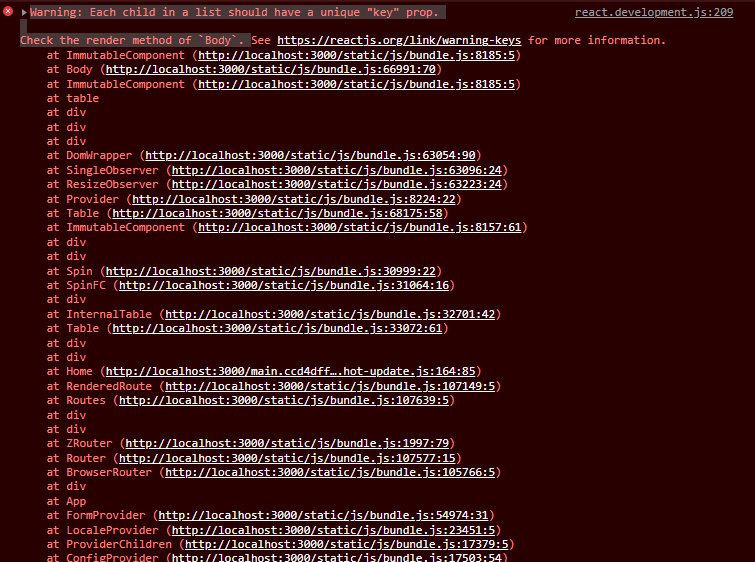 Warning: Each child in a list should have a unique "key" prop. react.development.js:209
Check the render method of `Body`. See https://reactjs.org/link/warning-keys for more information.
at ImmutableComponent (http://localhost:3000/static/js/bundle.js:8185:5)
at Body (http://localhost:3000/static/js/bundle.js:66991:70)
at ImmutableComponent (http://localhost:3000/static/js/bundle.js:8185:5)
at table
at div
at div
at div
at DomWrapper (http://localhost:3000/static/js/bundle.js:63054:90)
at SingleObserver (http://localhost:3000/static/js/bundle.js:63096:24)
at ResizeObserver (http://localhost:3000/static/js/bundle.js:63223:24)
at Provider (http://localhost:3000/static/js/bundle.js:8224:22)
at Table (http://localhost:3000/static/js/bundle.js:68175:58)
at ImmutableComponent (http://localhost:3000/static/js/bundle.js:8157:61)
at div
at div
at Spin (http://localhost:3000/static/js/bundle.js:30999:22)
at SpinFC (http://localhost:3000/static/js/bundle.js:31064:16)
at div
at InternalTable (http://localhost:3000/static/js/bundle.js:32701:42)
at Table (http://localhost:3000/static/js/bundle.js:33072:61)
at div
at div
at Home (http://localhost:3000/main.ccd4dff….hot-update.js:164:85)
at RenderedRoute (http://localhost:3000/static/js/bundle.js:107149:5)
at Routes (http://localhost:3000/static/js/bundle.js:107639:5)
at div
at div
at ZRouter (http://localhost:3000/static/js/bundle.js:1997:79)
at Router (http://localhost:3000/static/js/bundle.js:107577:15)
at BrowserRouter (http://localhost:3000/static/js/bundle.js:105766:5)
at div
at App
at FormProvider (http://localhost:3000/static/js/bundle.js:54974:31)
at LocaleProvider (http://localhost:3000/static/js/bundle.js:23451:5)
at ProviderChildren (http://localhost:3000/static/js/bundle.js:17379:5)
at ConfigProvider (http://localhost:3000/static/js/bundle.js:17503:54)